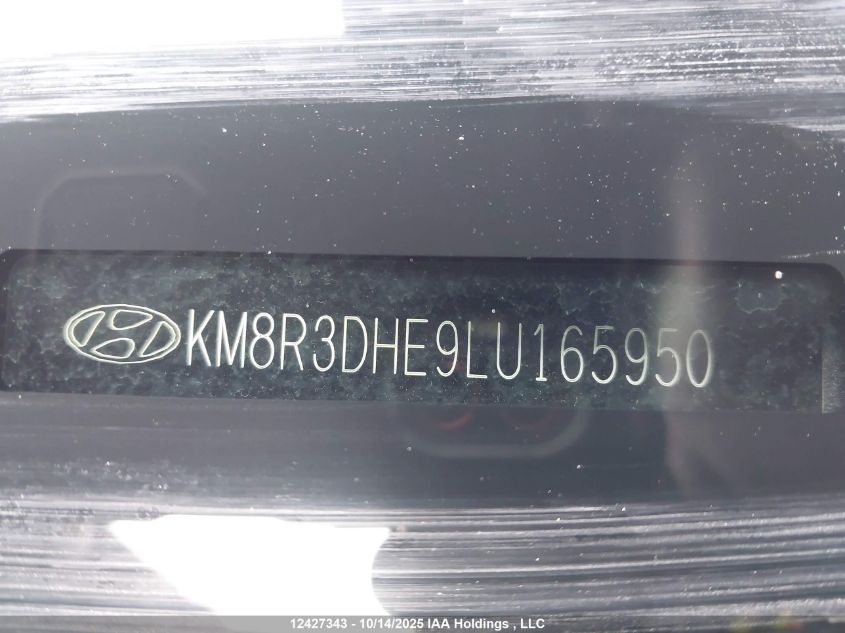 KM8R3DHE9LU165950
12427343 - 10/14/2025 IAA Holdings , LLC